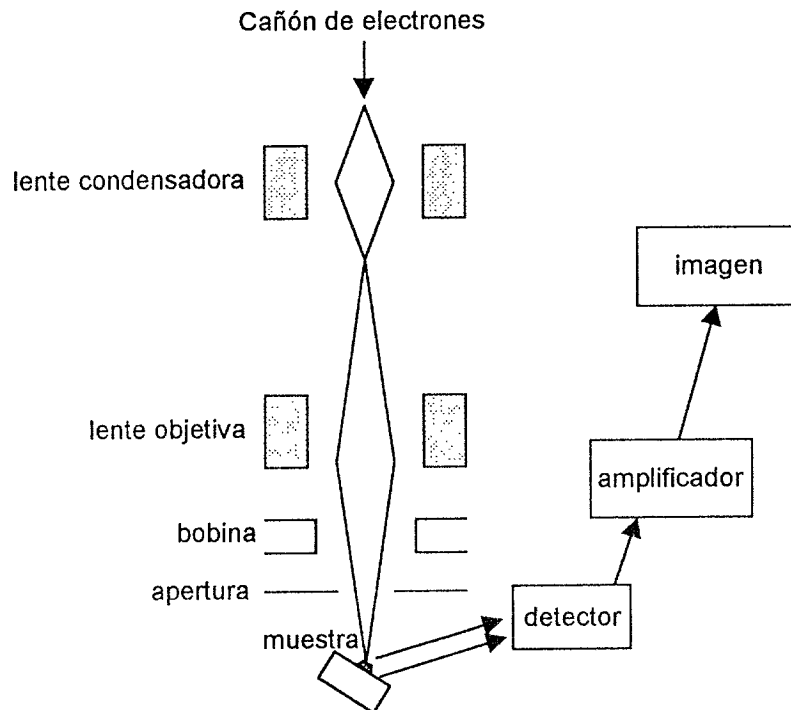 Cañón de electrones
lente condensadora
imagen
lente objetiva
amplificador
bobina
apertura
detector
muestra